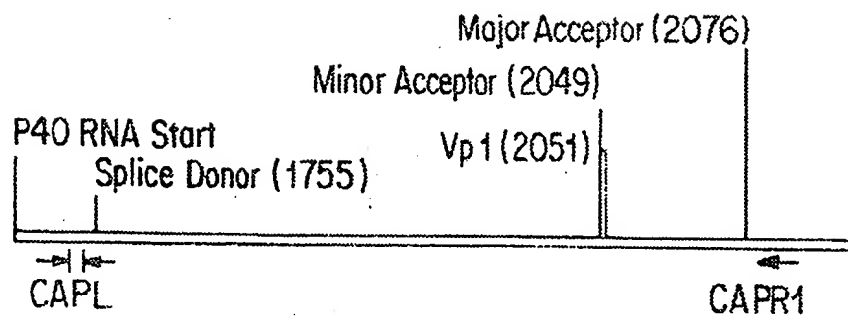 Major Acceptor (2076)
Minor Acceptor (2049)
P40 RNA Start
Vp1 (2051)
Splice Donor (1755)
CAPL
CAPR1